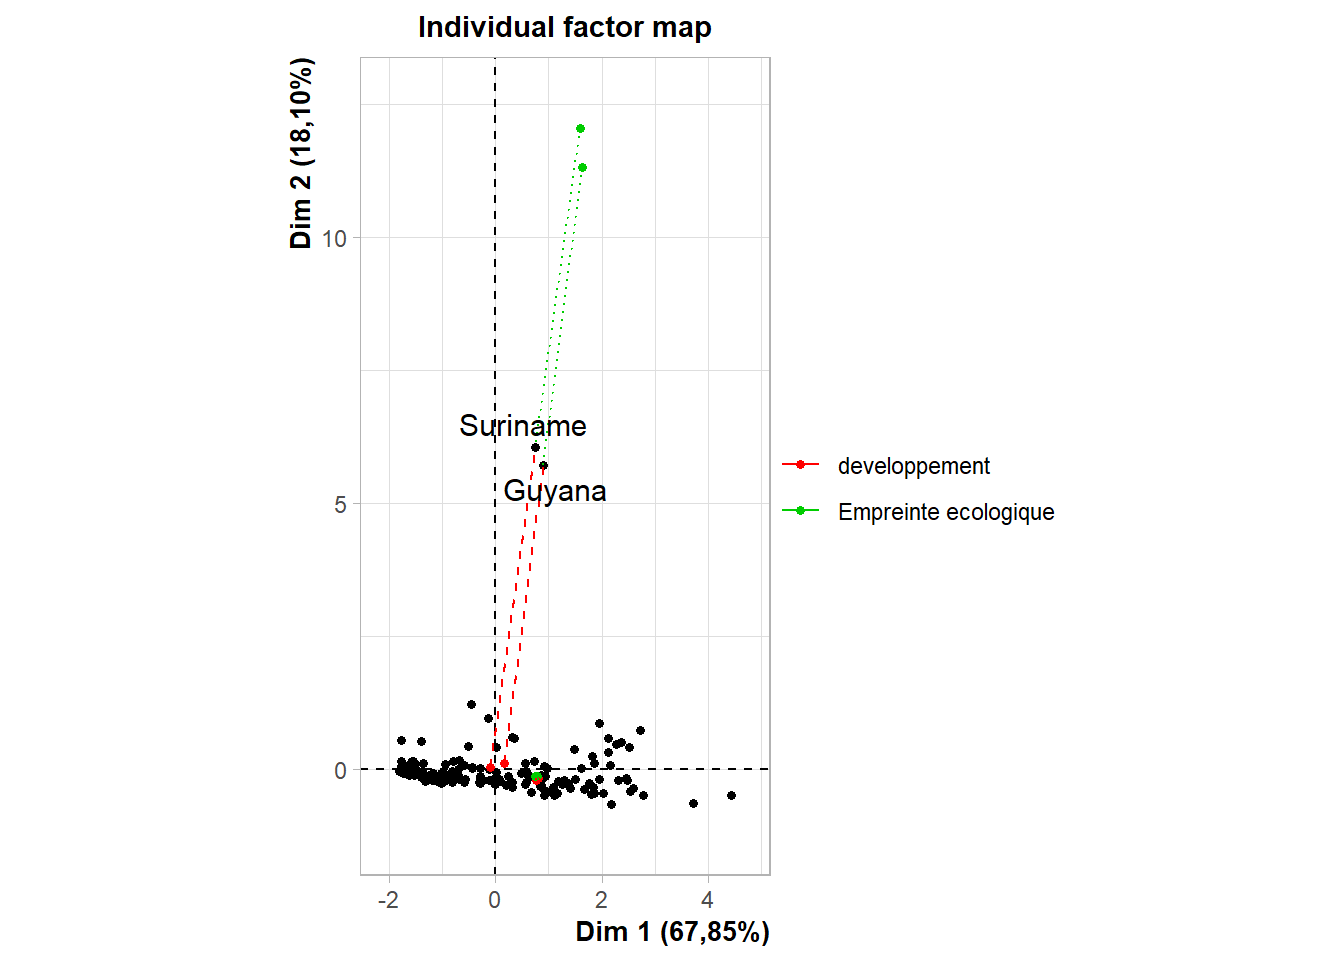 Individual factor map
Dim 2 (18,10%)
10
5
0
Suriname
Guyana
-2
0
2
4
Dim 1 (67,85%)
developpement
Empreinte ecologique